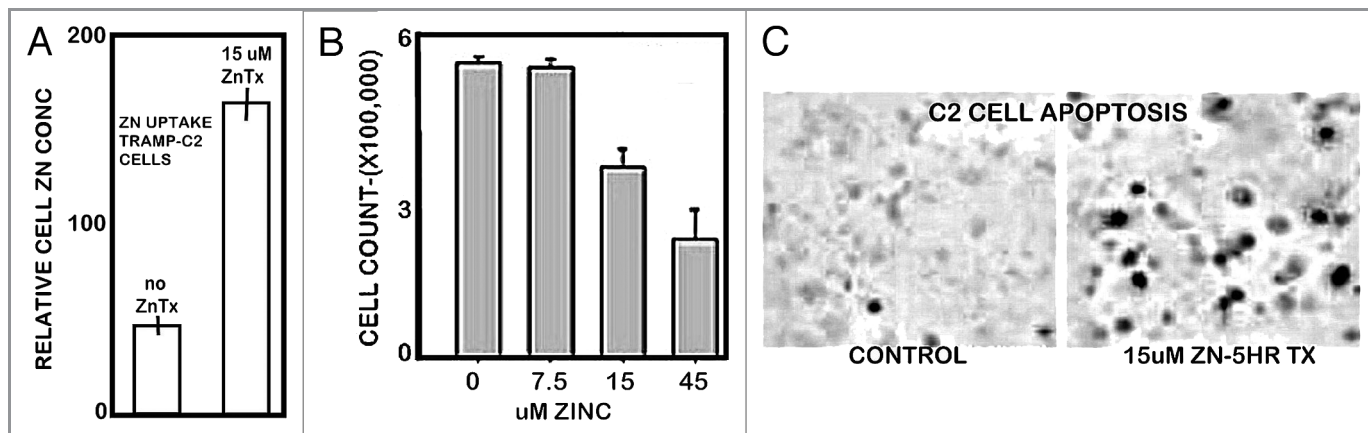 A
200
100
0
RELATIVE CELL ZN CONC
15 uM
ZnTx
ZN UPTAKE
TRAMP-C2
CELLS
no
ZnTx
B
6
3
0
CELL COUNT-(X100,000)
0 7.5 15 45
uM ZINC
C
C2 CELL APOPTOSIS
CONTROL
15uM ZN-5HR TX